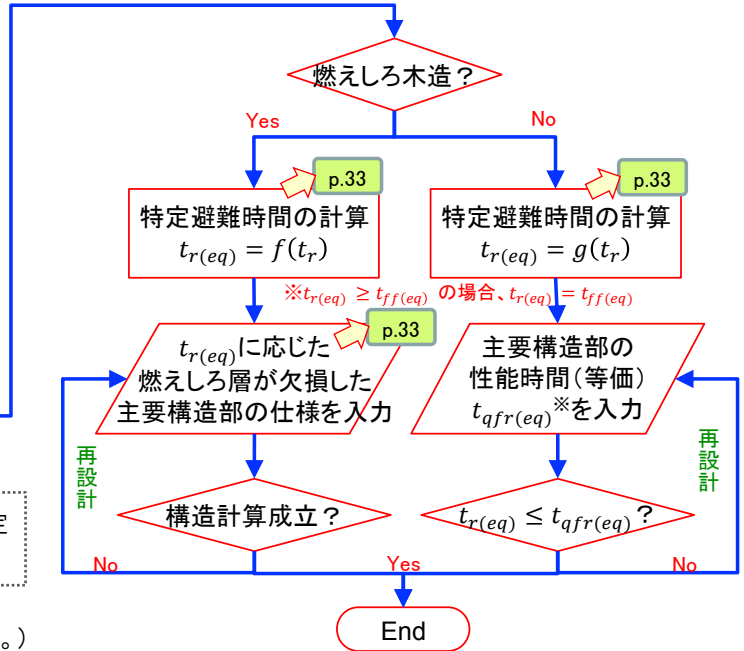 燃えしろ木造？
Yes
No
p.33
p.33
特定避難時間の計算
t_{r(eq)} = f(t_r)
特定避難時間の計算
t_{r(eq)} = g(t_r)
※t_{r(eq)} ≥ t_{ff(eq)} の場合、t_{r(eq)} = t_{ff(eq)}
p.33
t_{r(eq)}に応じた
燃えしろ層が欠損した
主要構造部の仕様を入力
主要構造部の
性能時間（等価）
t_{qfr(eq)}※を入力
再設計
再設計
構造計算成立？
t_{r(eq)} ≤ t_{qfr(eq)}？
定
No
Yes
No
End
。）